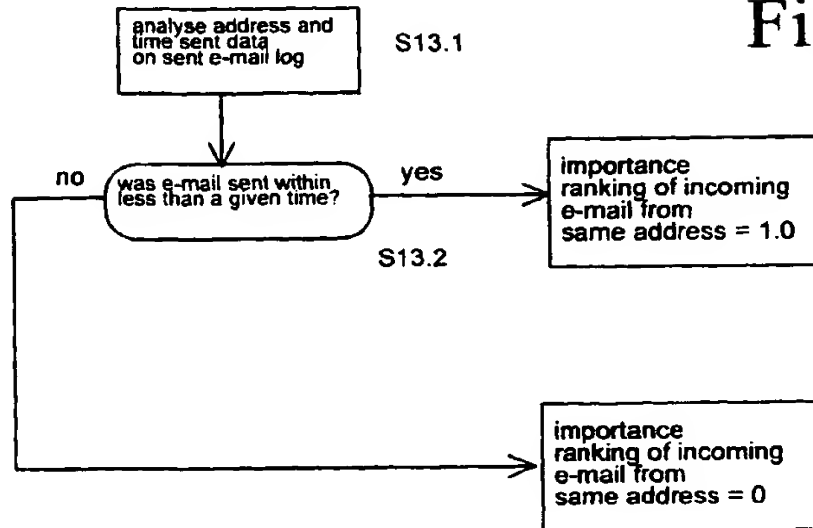 Fi
analyse address and
time sent data
on sent e-mail log
S13.1
no
was e-mail sent within
less than a given time?
yes
S13.2
importance
ranking of incoming
e-mail from
same address = 1.0
importance
ranking of incoming
e-mail from
same address = 0